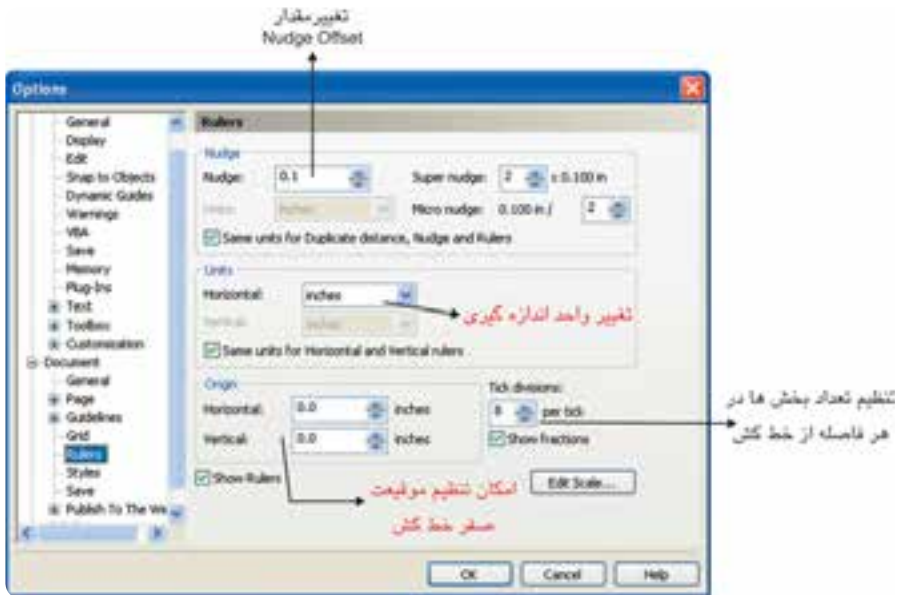 تغییر مقدار
Nudge Offset
Options
General
Display
Edit
Snap to Objects
Dynamic Guides
Warnings
VBA
Save
Memory
Plug-Ins
Text
Toolbox
Customization
Document
General
Page
Guidelines
Grid
Rulers
Styles
Save
Publish To The We
Rulers
Nudge
Nudge: 0.1 Super nudge: 2 x 0.100 in
Units: inches Micro nudge: 0.100 in / 2
Same units for Duplicate distance, Nudge and Rulers
Units
Horizontal: inches
تغییر واحد اندازه گیری
Vertical: inches
Same units for Horizontal and Vertical rulers
Origin
Horizontal: 0.0 inches
Vertical: 0.0 inches
Tick divisions:
8 per tick
Show fractions
تنظیم تعداد بخش ها در
هر فاصله از خط کش
Show Rulers
Edit Scale...
امکان تنظیم موقعیت
صفر خط کش
OK Cancel Help